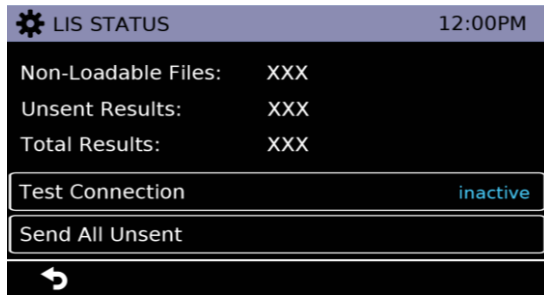 LIS STATUS 12:00PM
Non-Loadable Files: XXX
Unsent Results: XXX
Total Results: XXX
Test Connection inactive
Send All Unsent